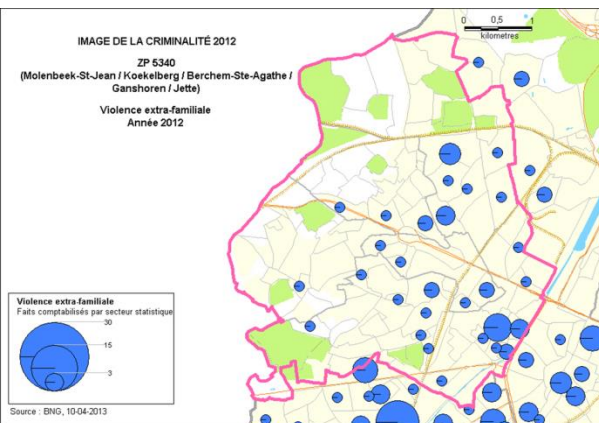 IMAGE DE LA CRIMINALITÉ 2012
ZP 5340
(Molenbeek-St-Jean / Koekelberg / Berchem-Ste-Agathe /
Ganshoren / Jette)
Violence extra-familiale
Année 2012
0 0,5 1
kilometres
Violence extra-familiale
Faits comptabilisés par secteur statistique
30
15
3
Source : BNG, 10-04-2013